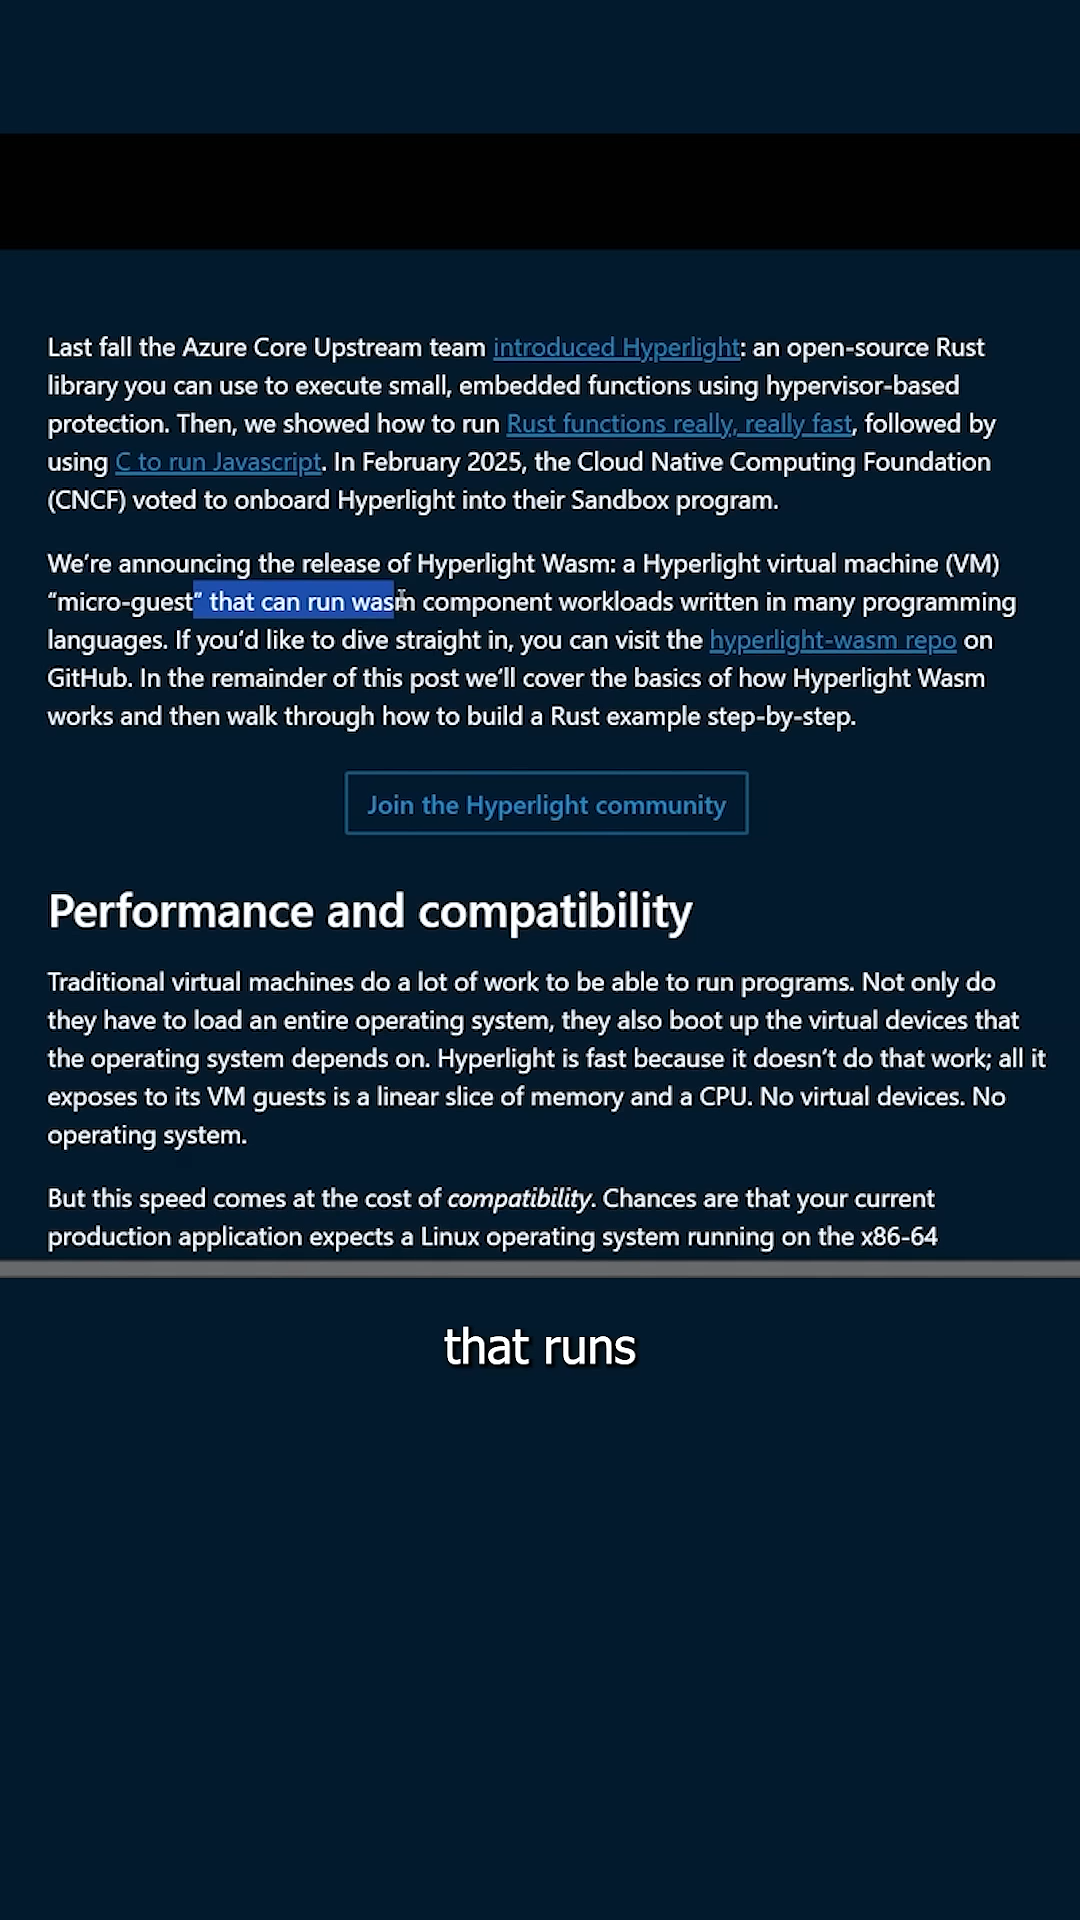 Last fall the Azure Core Upstream team introduced Hyperlight: an open-source Rust
library you can use to execute small, embedded functions using hypervisor-based
protection. Then, we showed how to run Rust functions really, really fast, followed by
using C to run Javascript. In February 2025, the Cloud Native Computing Foundation
(CNCF) voted to onboard Hyperlight into their Sandbox program.
We’re announcing the release of Hyperlight Wasm: a Hyperlight virtual machine (VM)
“micro-guest” that can run wasm component workloads written in many programming
languages. If you’d like to dive straight in, you can visit the hyperlight-wasm repo on
GitHub. In the remainder of this post we’ll cover the basics of how Hyperlight Wasm
works and then walk through how to build a Rust example step-by-step.
Join the Hyperlight community
Performance and compatibility
Traditional virtual machines do a lot of work to be able to run programs. Not only do
they have to load an entire operating system, they also boot up the virtual devices that
the operating system depends on. Hyperlight is fast because it doesn’t do that work; all it
exposes to its VM guests is a linear slice of memory and a CPU. No virtual devices. No
operating system.
But this speed comes at the cost of compatibility. Chances are that your current
production application expects a Linux operating system running on the x86-64
that runs